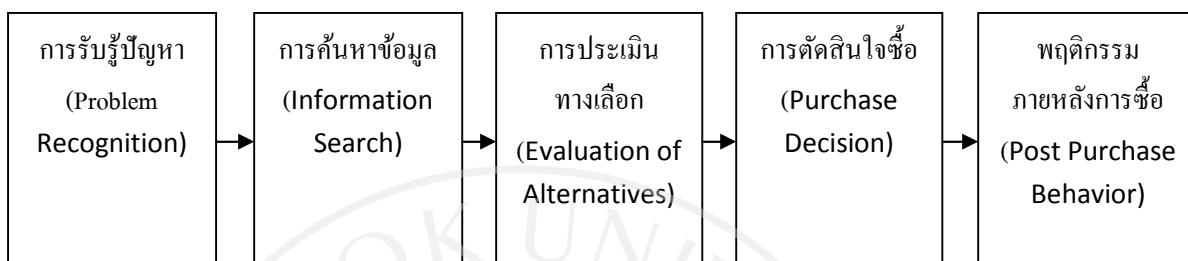 การรับรู้ปัญหา
(Problem
Recognition)
การค้นหาข้อมูล
(Information
Search)
การประเมิน
ทางเลือก
(Evaluation of
Alternatives)
การตัดสินใจซื้อ
(Purchase
Decision)
พฤติกรรม
ภายหลังการซื้อ
(Post Purchase
Behavior)